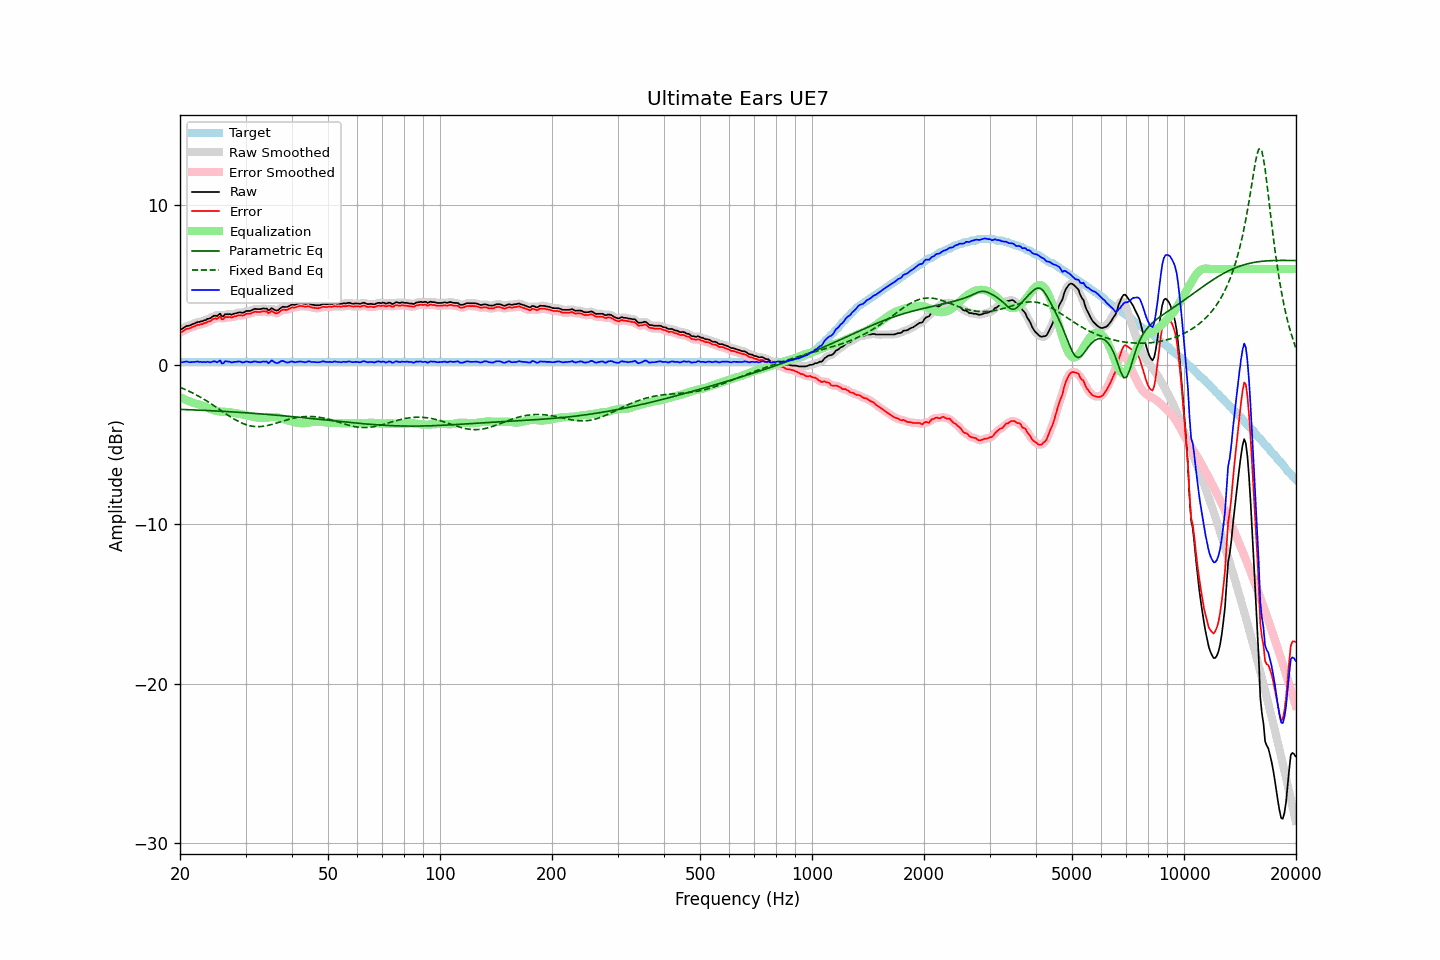 Ultimate Ears UE7
Target
Raw Smoothed
Error Smoothed
Raw
Error
Equalization
Parametric Eq
Fixed Band Eq
Equalized
10
0
−10
−20
−30
Amplitude (dBr)
20
50
100
200
500
1000
2000
5000
10000
20000
Frequency (Hz)